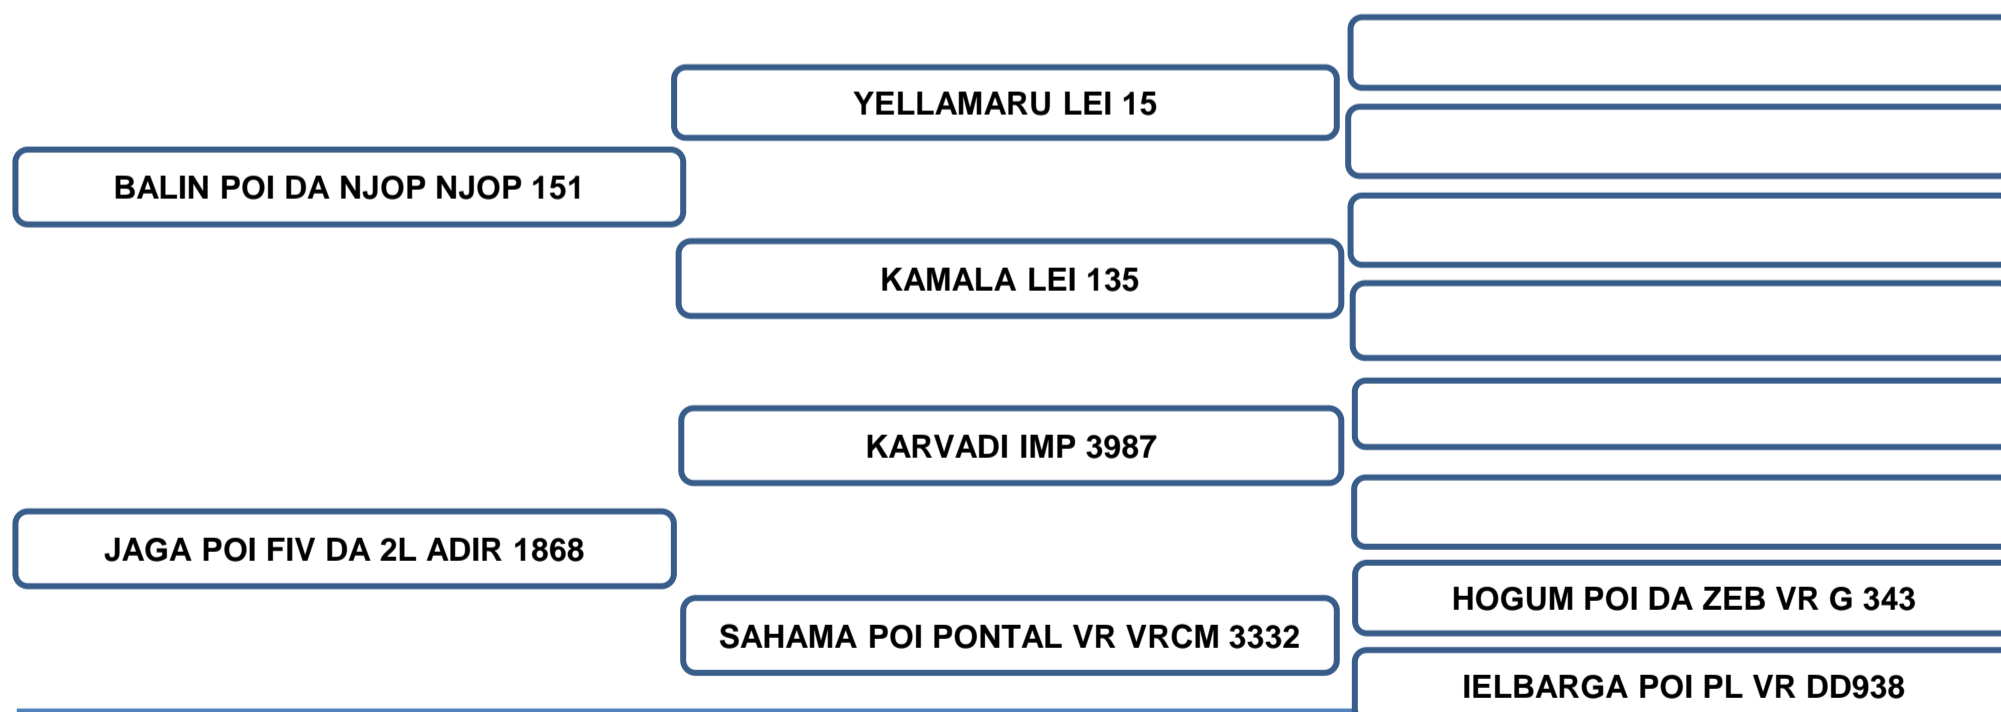 YELLAMARU LEI 15
BALIN POI DA NJOP NJOP 151
KAMALA LEI 135
KARVADI IMP 3987
JAGA POI FIV DA 2L ADIR 1868
HOGUM POI DA ZEB VR G 343
SAHAMA POI PONTAL VR VRCM 3332
IELBARGA POI PL VR DD938